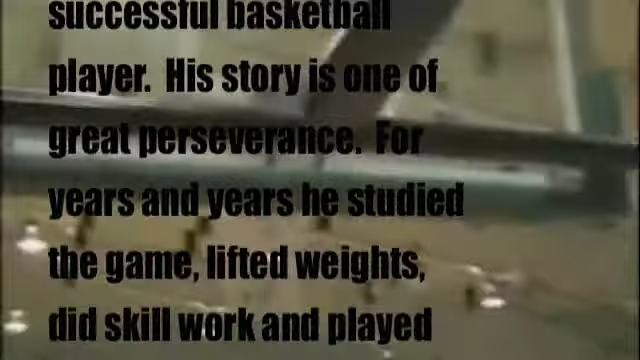 successful basketball
player. His story is one of
great perseverance. For
years and years he studied
the game, lifted weights,
did skill work and played